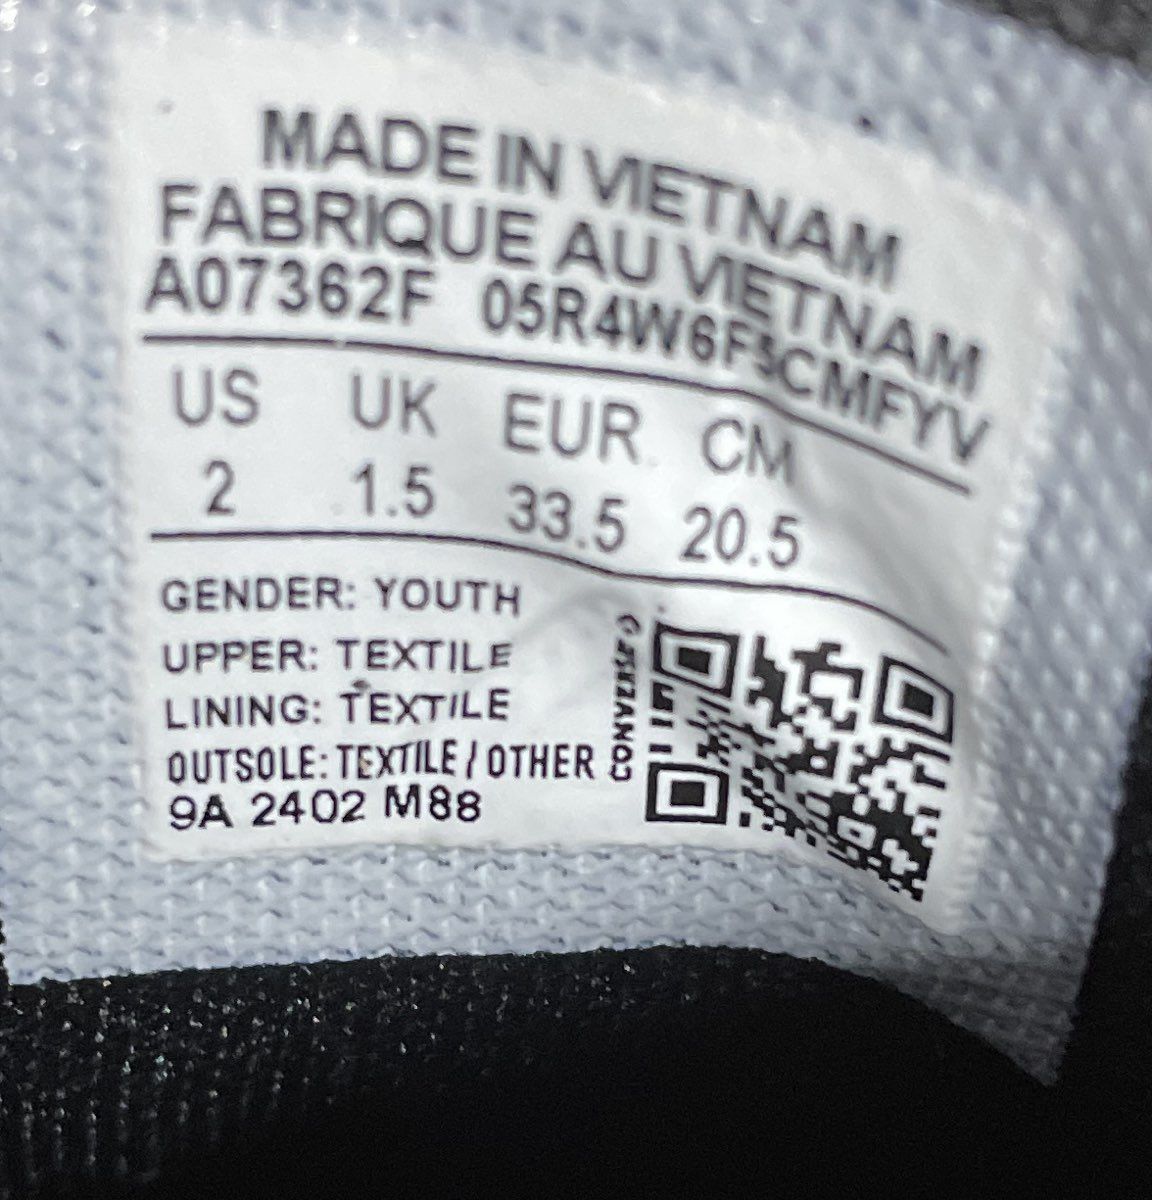 MADE IN VIETNAM
FABRIQUE AU VIETNAM
A07362F 05R4W6F5CMFYV
US UK EUR CM
2 1.5 33.5 20.5
GENDER: YOUTH
UPPER: TEXTILE
LINING: TEXTILE
OUTSOLE: TEXTILE / OTHER
9A 2402 M88
CONVERSE